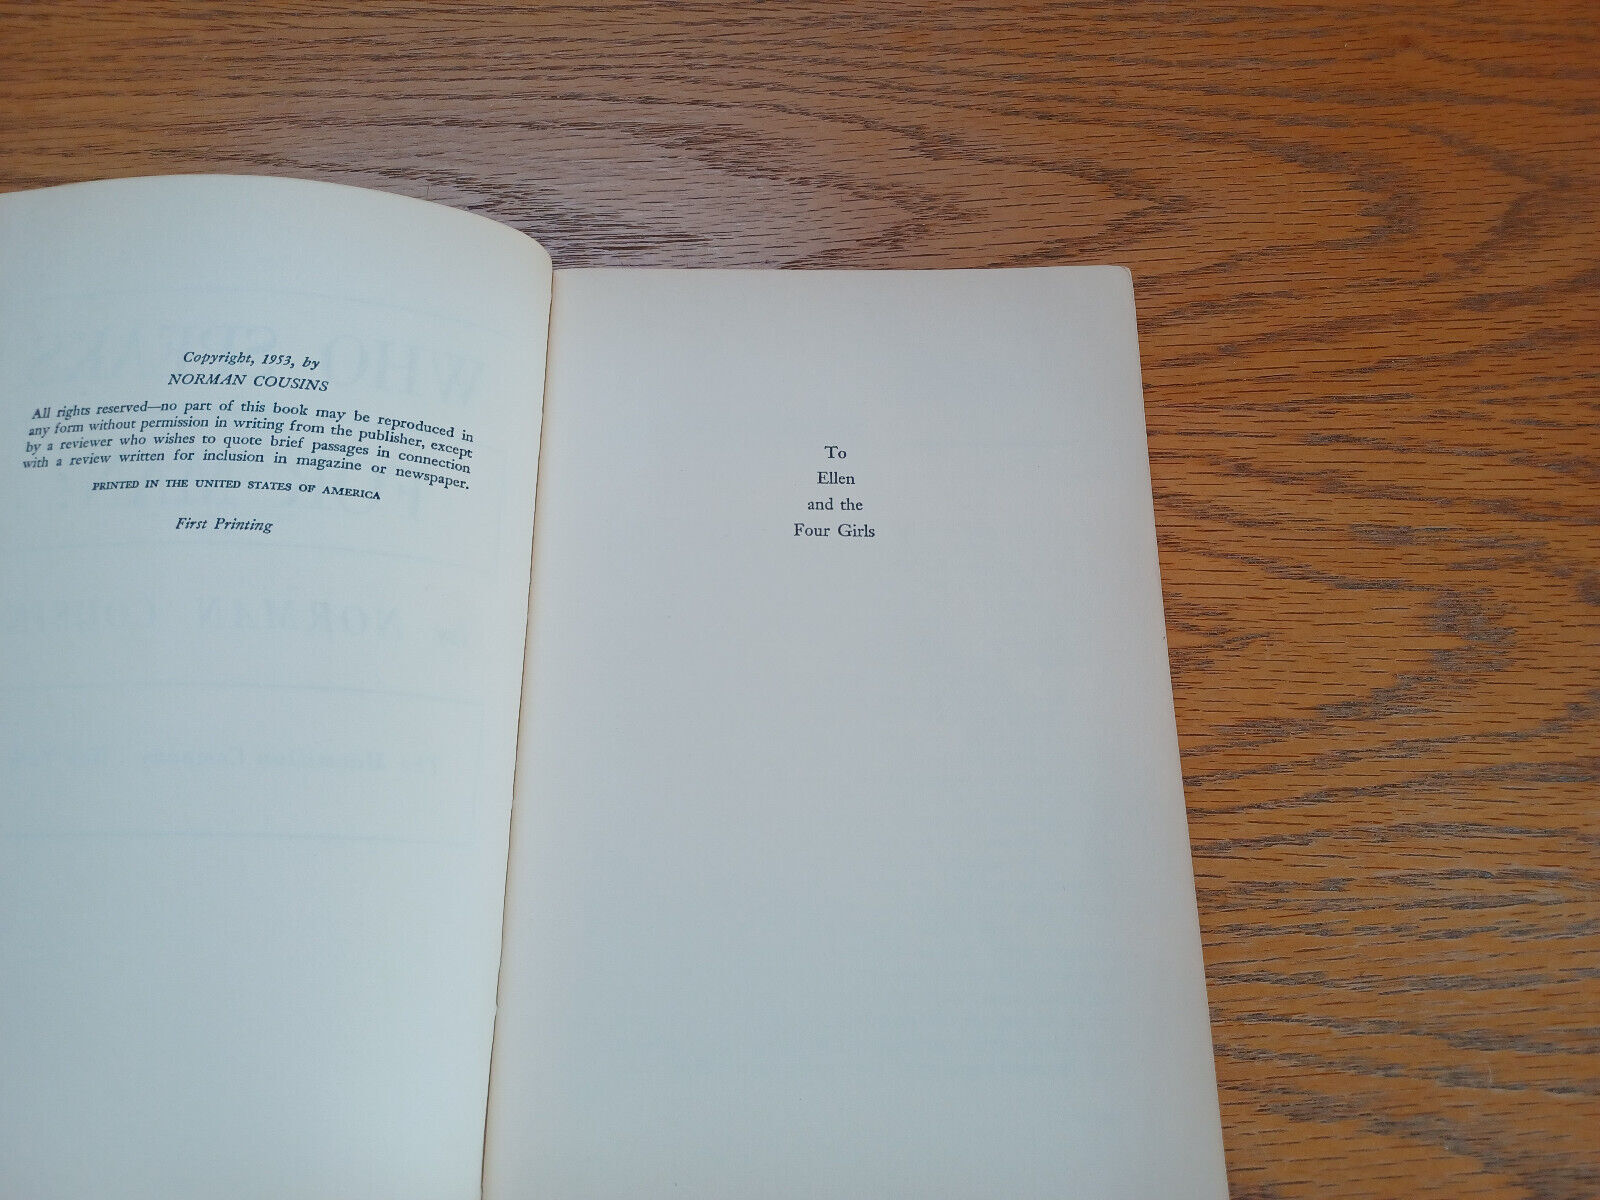 Copyright, 1953, by
NORMAN COUSINS
All rights reserved—no part of this book may be reproduced in
any form without permission in writing from the publisher, except
by a reviewer who wishes to quote brief passages in connection
with a review written for inclusion in magazine or newspaper.
PRINTED IN THE UNITED STATES OF AMERICA
First Printing
To
Ellen
and the
Four Girls